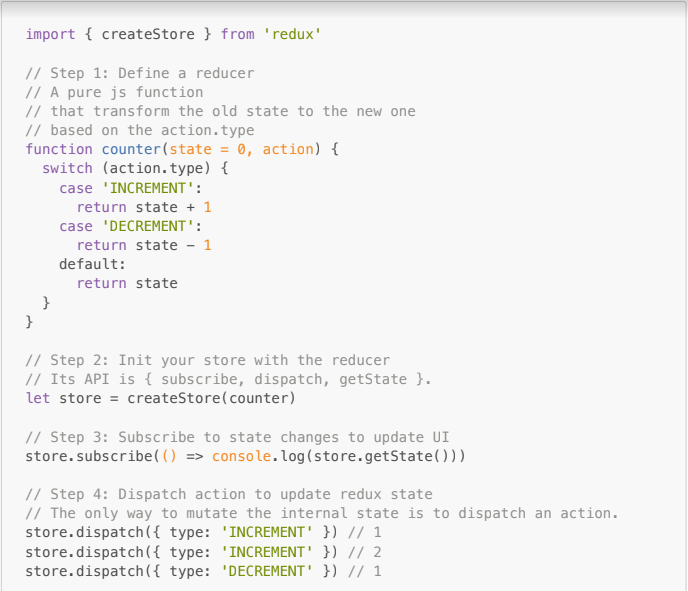 import { createStore } from 'redux'
// Step 1: Define a reducer
// A pure js function
// that transform the old state to the new one
// based on the action.type
function counter(state = 0, action) {
  switch (action.type) {
    case 'INCREMENT':
      return state + 1
    case 'DECREMENT':
      return state − 1
    default:
      return state
  }
}
// Step 2: Init your store with the reducer
// Its API is { subscribe, dispatch, getState }.
let store = createStore(counter)
// Step 3: Subscribe to state changes to update UI
store.subscribe(() => console.log(store.getState()))
// Step 4: Dispatch action to update redux state
// The only way to mutate the internal state is to dispatch an action.
store.dispatch({ type: 'INCREMENT' }) // 1
store.dispatch({ type: 'INCREMENT' }) // 2
store.dispatch({ type: 'DECREMENT' }) // 1